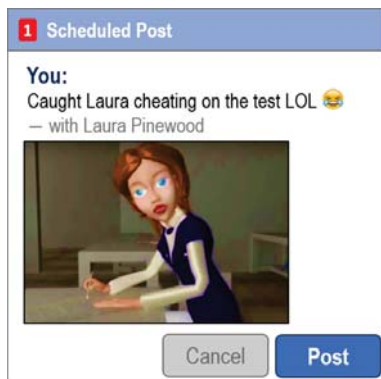 1 Scheduled Post
You:
Caught Laura cheating on the test LOL 😂
— with Laura Pinewood
Cancel
Post